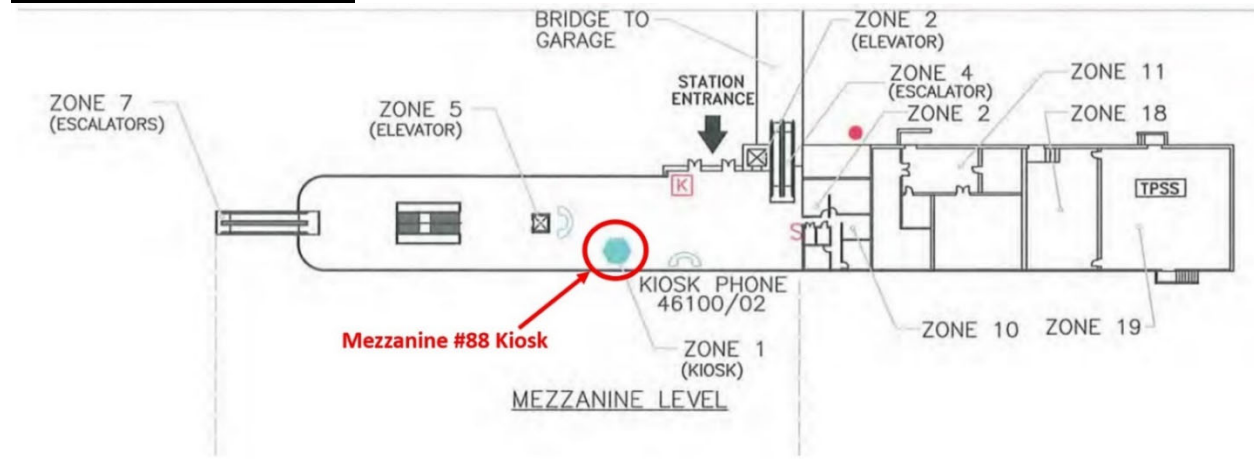 BRIDGE TO
GARAGE
ZONE 2
(ELEVATOR)
STATION
ENTRANCE
ZONE 4
(ESCALATOR)
ZONE 2
ZONE 11
ZONE 18
ZONE 7
(ESCALATORS)
ZONE 5
(ELEVATOR)
K
TPSS
S
KIOSK PHONE
46100/02
Mezzanine #88 Kiosk
ZONE 1
(KIOSK)
ZONE 10
ZONE 19
MEZZANINE LEVEL